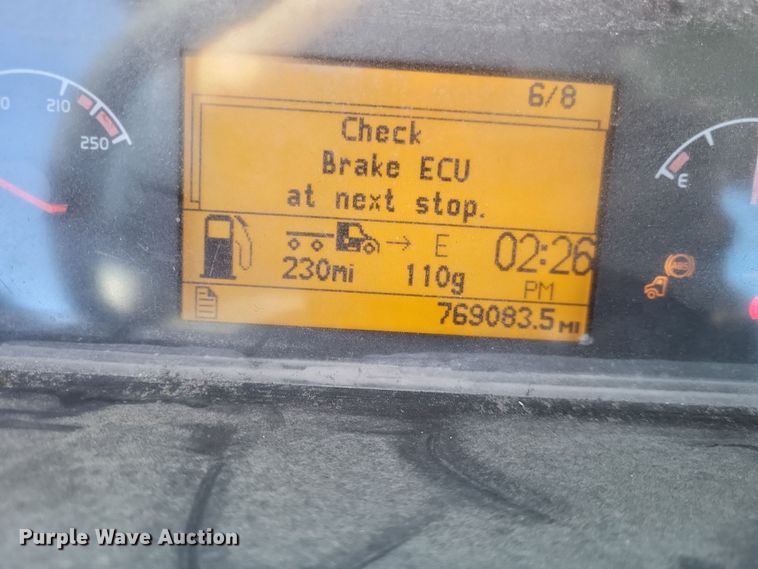 6/8
210
250
Check
Brake ECU
at next stop.
E
E
02:26
230mi
110g
PM
769083.5 MI
Purple Wave Auction